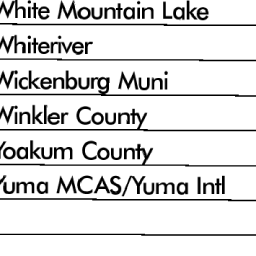 White Mountain Lake
Whiteriver
Wickenburg Muni
Winkler County
Yoakum County
Yuma MCAS/Yuma Intl